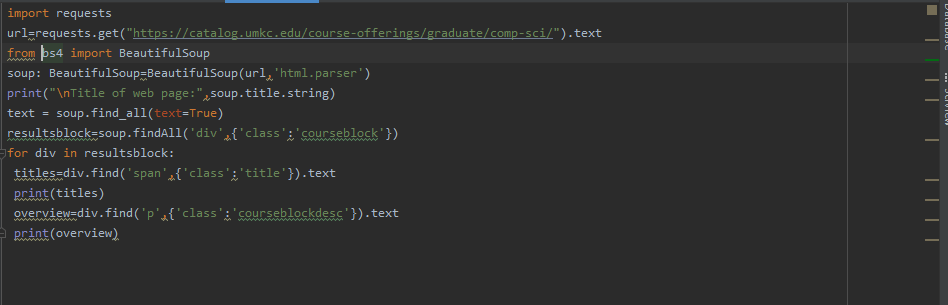 import requests
url=requests.get("https://catalog.umkc.edu/course-offerings/graduate/comp-sci/").text
from bs4 import BeautifulSoup
soup: BeautifulSoup=BeautifulSoup(url,'html.parser')
print("\nTitle of web page:",soup.title.string)
text = soup.find_all(text=True)
resultsblock=soup.findAll('div',{'class':'courseblock'})
for div in resultsblock:
 titles=div.find('span',{'class':'title'}).text
 print(titles)
 overview=div.find('p',{'class':'courseblockdesc'}).text
 print(overview)
Database
SciView